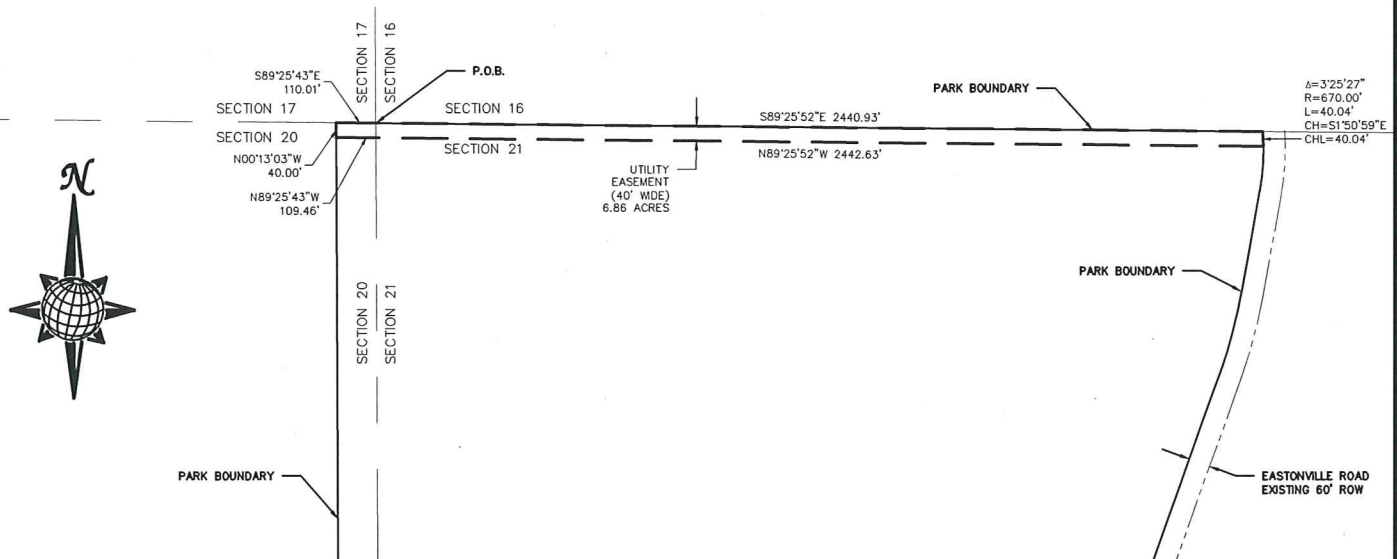 SECTION 17
SECTION 16
S89°25'43"E
110.01'
P.O.B.
PARK BOUNDARY
Δ=3°25'27"
R=670.00'
L=40.04'
CH=S1°50'59"E
CHL=40.04'
SECTION 17
SECTION 16
S89°25'52"E 2440.93'
SECTION 20
SECTION 21
N89°25'52"W 2442.63'
N00°13'03"W
40.00'
UTILITY
EASEMENT
(40' WIDE)
6.86 ACRES
N89°25'43"W
109.46'
N
PARK BOUNDARY
SECTION 20
SECTION 21
PARK BOUNDARY
EASTONVILLE ROAD
EXISTING 60' ROW